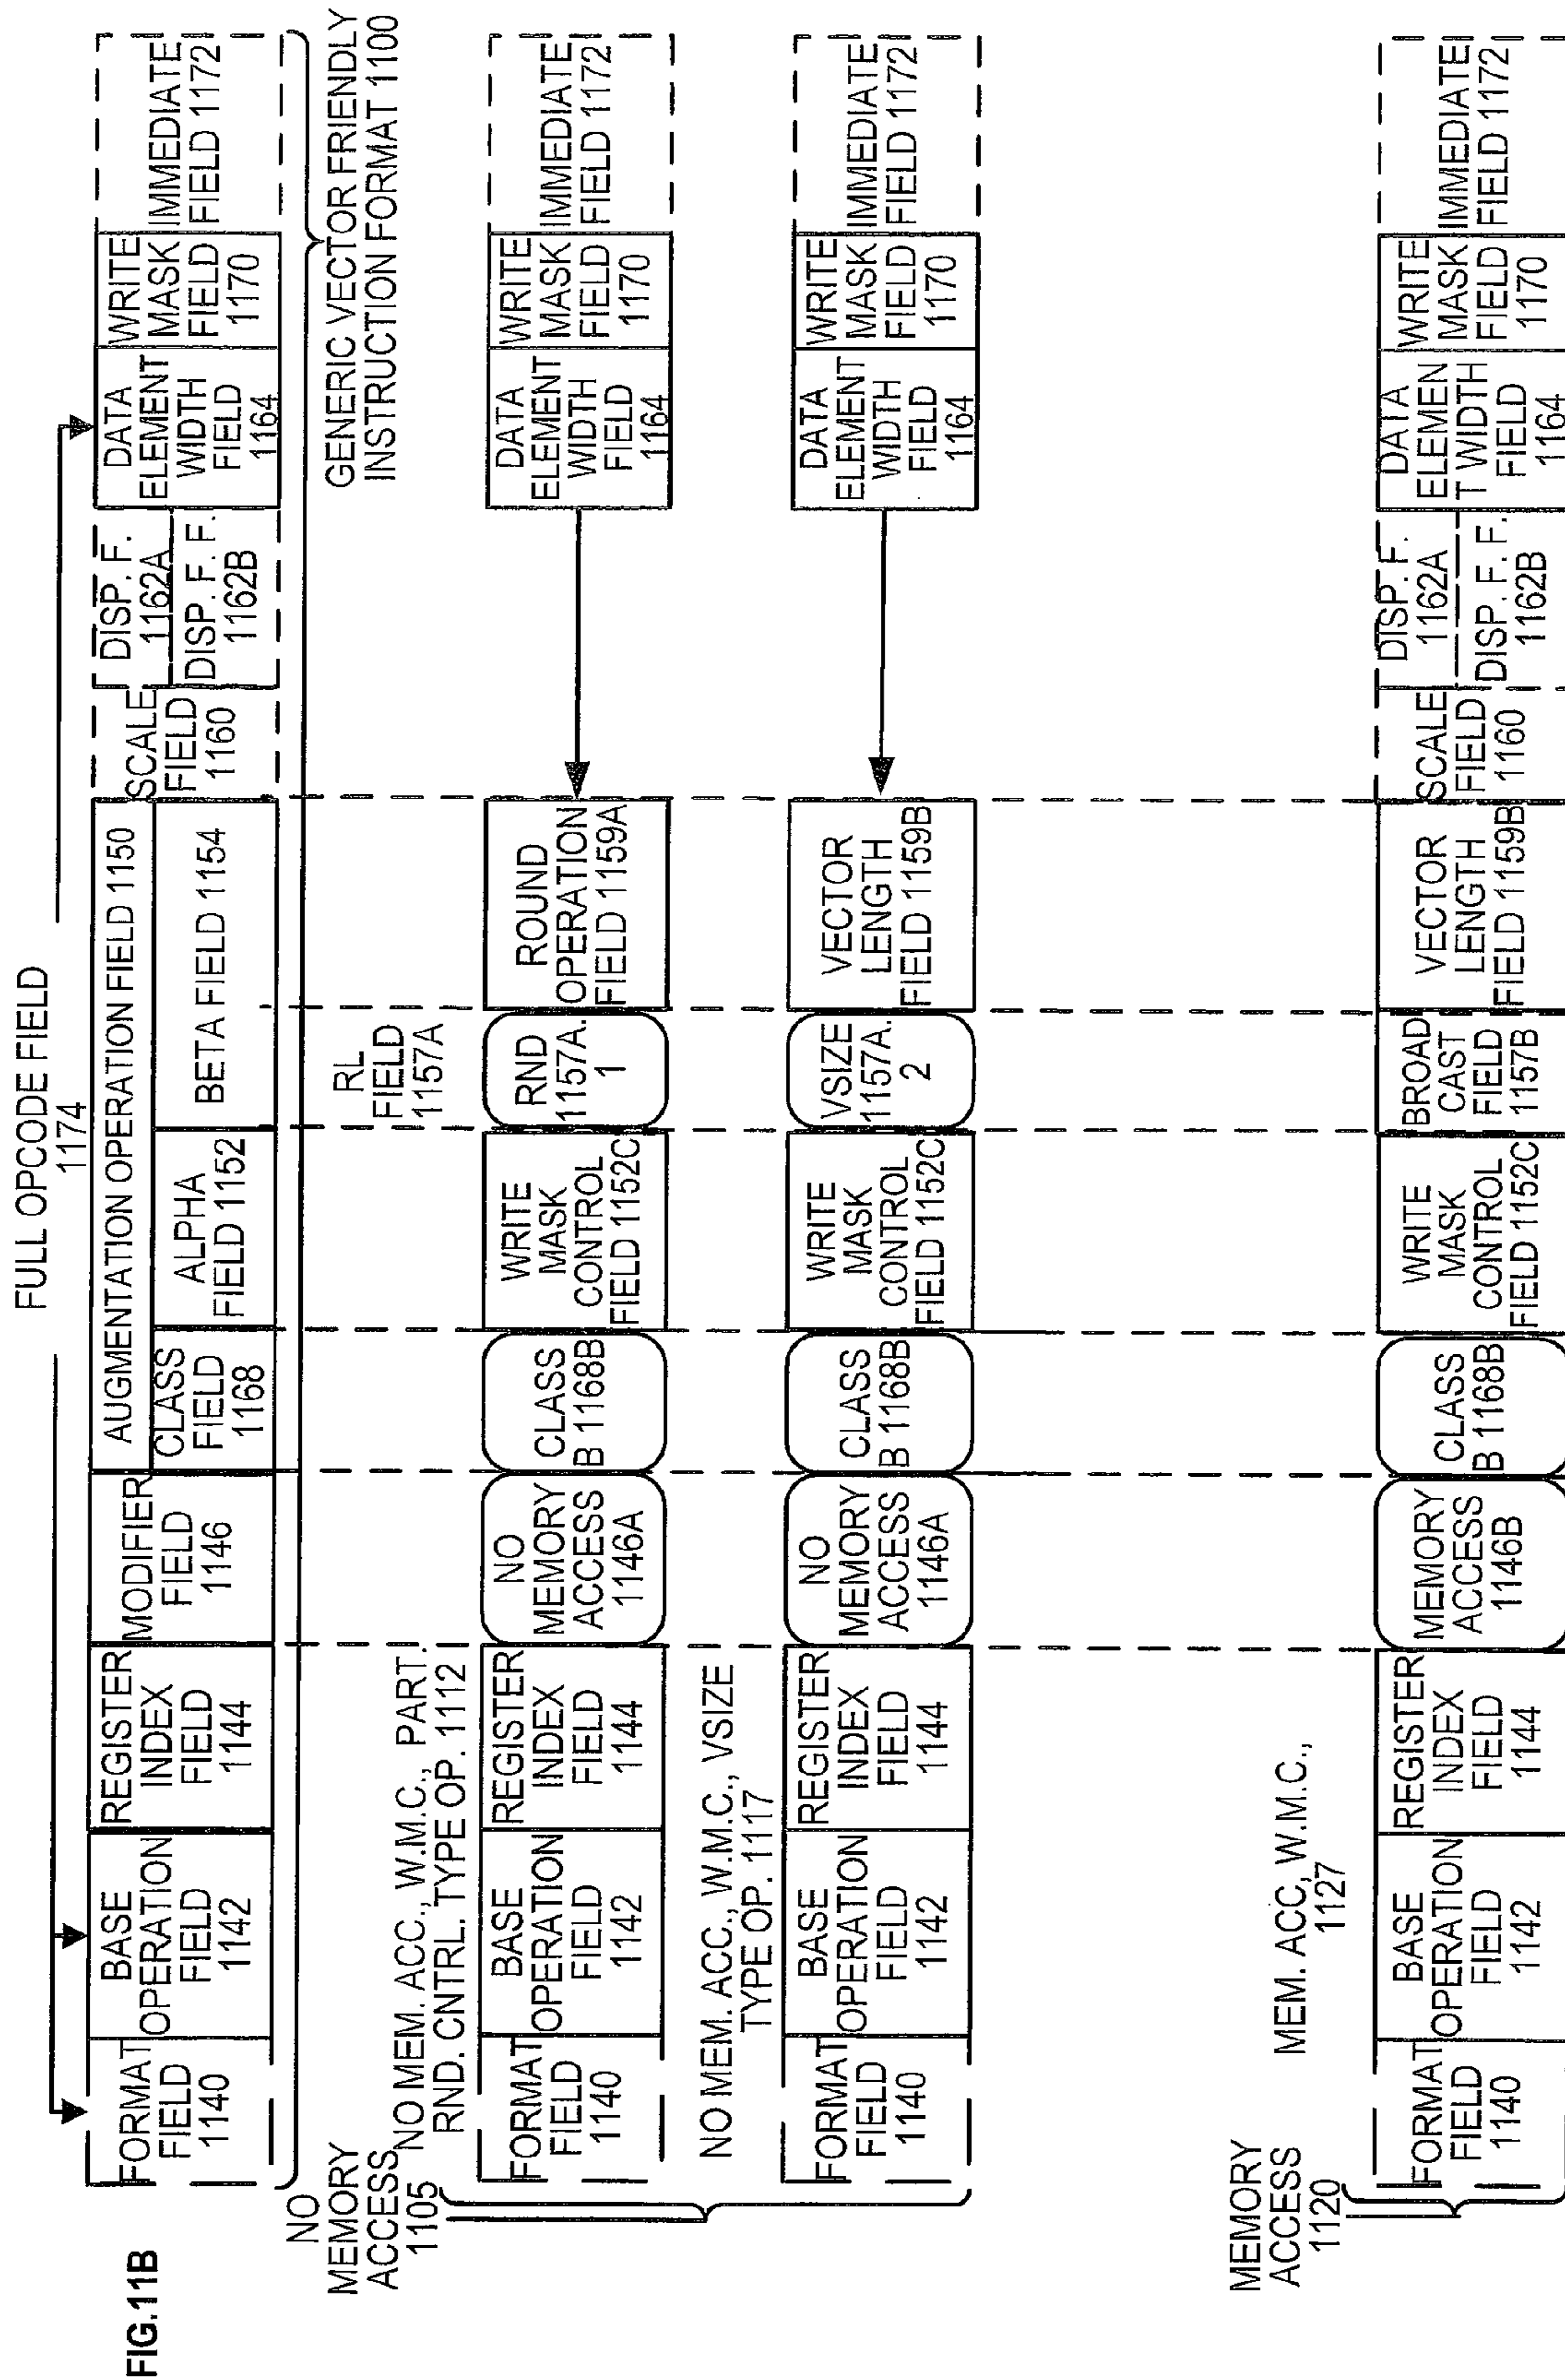 FIG.11B
FULL OPCODE FIELD
1174
FORMAT
FIELD
1140
BASE
OPERATION
FIELD
1142
REGISTER
INDEX
FIELD
1144
MODIFIER
FIELD
1146
AUGMENTATION OPERATION FIELD 1150
CLASS
FIELD
1168
ALPHA
FIELD 1152
BETA FIELD 1154
SCALE
FIELD
1160
DISP. F.
1162A
DISP. F. F.
1162B
DATA
ELEMENT
WIDTH
FIELD
1164
WRITE
MASK
FIELD
1170
IMMEDIATE
FIELD 1172
GENERIC VECTOR FRIENDLY
INSTRUCTION FORMAT 1100
NO
MEMORY
ACCESS
1105
NO MEM. ACC., W.M.C., PART.
RND. CNTRL. TYPE OP. 1112
RL
FIELD
1157A
FORMAT
FIELD
1140
BASE
OPERATION
FIELD
1142
REGISTER
INDEX
FIELD
1144
NO
MEMORY
ACCESS
1146A
CLASS
B 1168B
WRITE
MASK
CONTROL
FIELD 1152C
RND
1157A.
1
ROUND
OPERATION
FIELD 1159A
DATA
ELEMENT
WIDTH
FIELD
1164
WRITE
MASK
FIELD
1170
IMMEDIATE
FIELD 1172
NO MEM. ACC., W.M.C., VSIZE
TYPE OP. 1117
FORMAT
FIELD
1140
BASE
OPERATION
FIELD
1142
REGISTER
INDEX
FIELD
1144
NO
MEMORY
ACCESS
1146A
CLASS
B 1168B
WRITE
MASK
CONTROL
FIELD 1152C
VSIZE
1157A.
2
VECTOR
LENGTH
FIELD 1159B
DATA
ELEMENT
WIDTH
FIELD
1164
WRITE
MASK
FIELD
1170
IMMEDIATE
FIELD 1172
MEMORY
ACCESS
1120
MEM. ACC, W.M.C.,
1127
FORMAT
FIELD
1140
BASE
OPERATION
FIELD
1142
REGISTER
INDEX
FIELD
1144
MEMORY
ACCESS
1146B
CLASS
B 1168B
WRITE
MASK
CONTROL
FIELD 1152C
BROAD
CAST
FIELD
1157B
VECTOR
LENGTH
FIELD 1159B
SCALE
FIELD
1160
DISP. F.
1162A
DISP. F. F.
1162B
DATA
ELEMEN
T WIDTH
FIELD
1164
WRITE
MASK
FIELD
1170
IMMEDIATE
FIELD 1172